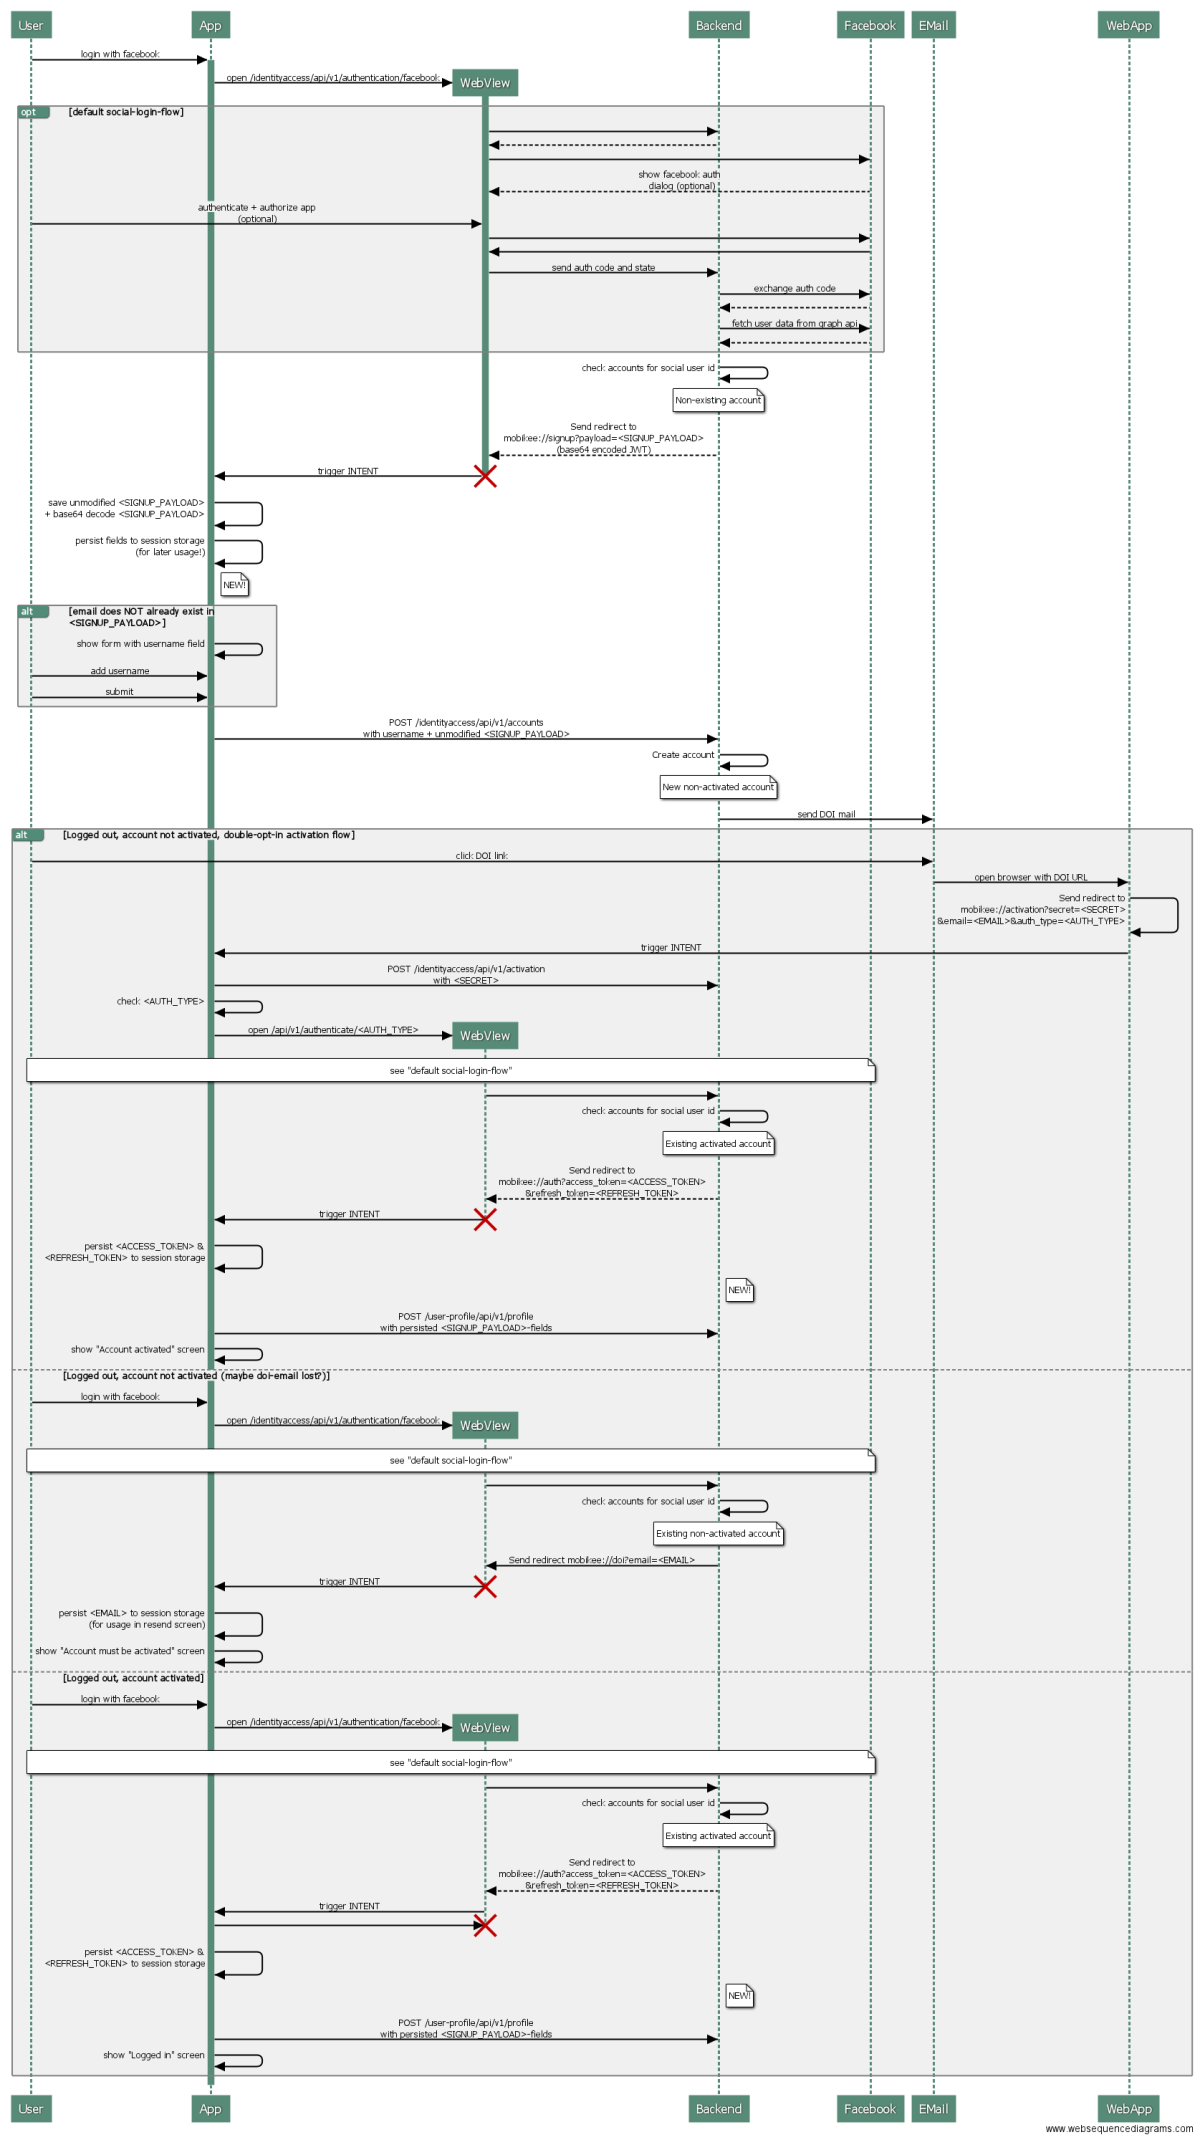 User
App
Backend
Facebook
EMail
WebApp
login with facebook
open /identityaccess/api/v1/authentication/facebook
WebView
opt
[default social-login-flow]
show facebook auth
dialog (optional)
authenticate + authorize app
(optional)
send auth code and state
exchange auth code
fetch user data from graph api
check accounts for social user id
Non-existing account
Send redirect to
mobilkee://signup?payload=<SIGNUP_PAYLOAD>
(base64 encoded JWT)
trigger INTENT
save unmodified <SIGNUP_PAYLOAD>
+ base64 decode <SIGNUP_PAYLOAD>
persist fields to session storage
(for later usage!)
NEW!
alt
[email does NOT already exist in
<SIGNUP_PAYLOAD>]
show form with username field
add username
submit
POST /identityaccess/api/v1/accounts
with username + unmodified <SIGNUP_PAYLOAD>
Create account
New non-activated account
send DOI mail
alt
[Logged out, account not activated, double-opt-in activation flow]
click DOI link
open browser with DOI URL
Send redirect to
mobilkee://activation?secret=<SECRET>
&email=<EMAIL>&auth_type=<AUTH_TYPE>
trigger INTENT
POST /identityaccess/api/v1/activation
with <SECRET>
check <AUTH_TYPE>
open /api/v1/authenticate/<AUTH_TYPE>
WebView
see "default social-login-flow"
check accounts for social user id
Existing activated account
Send redirect to
mobilkee://auth?access_token=<ACCESS_TOKEN>
&refresh_token=<REFRESH_TOKEN>
trigger INTENT
persist <ACCESS_TOKEN> &
<REFRESH_TOKEN> to session storage
NEW!
POST /user-profile/api/v1/profile
with persisted <SIGNUP_PAYLOAD>-fields
show "Account activated" screen
[Logged out, account not activated (maybe doi-email lost?)]
login with facebook
open /identityaccess/api/v1/authentication/facebook
WebView
see "default social-login-flow"
check accounts for social user id
Existing non-activated account
Send redirect mobilkee://doi?email=<EMAIL>
trigger INTENT
persist <EMAIL> to session storage
(for usage in resend screen)
show "Account must be activated" screen
[Logged out, account activated]
login with facebook
open /identityaccess/api/v1/authentication/facebook
WebView
see "default social-login-flow"
check accounts for social user id
Existing activated account
Send redirect to
mobilkee://auth?access_token=<ACCESS_TOKEN>
&refresh_token=<REFRESH_TOKEN>
trigger INTENT
persist <ACCESS_TOKEN> &
<REFRESH_TOKEN> to session storage
NEW!
POST /user-profile/api/v1/profile
with persisted <SIGNUP_PAYLOAD>-fields
show "Logged in" screen
User
App
Backend
Facebook
EMail
WebApp
www.websequencediagrams.com